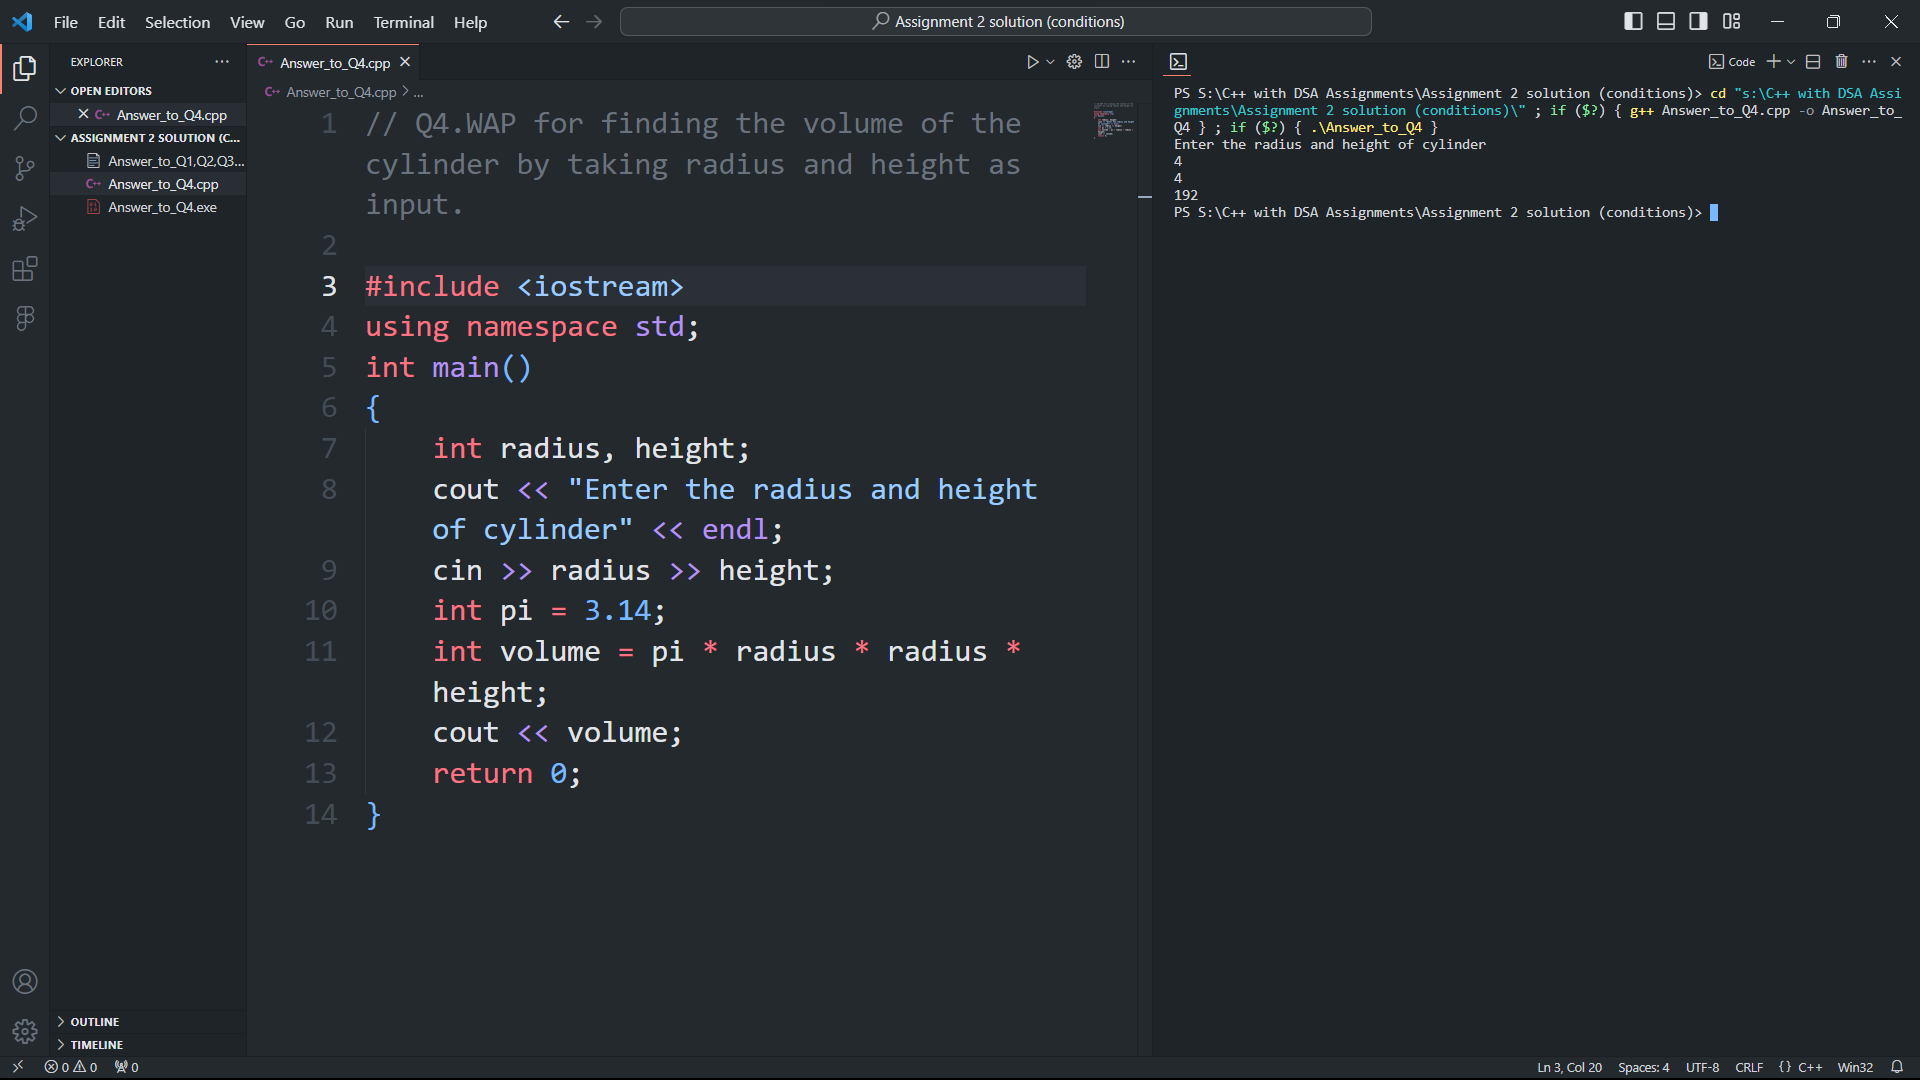 File Edit Selection View Go Run Terminal Help
Assignment 2 solution (conditions)
EXPLORER
OPEN EDITORS
Answer_to_Q4.cpp
ASSIGNMENT 2 SOLUTION (C...
Answer_to_Q1,Q2,Q3...
Answer_to_Q4.cpp
Answer_to_Q4.exe
OUTLINE
TIMELINE
Answer_to_Q4.cpp
Answer_to_Q4.cpp > ...
1 // Q4.WAP for finding the volume of the
cylinder by taking radius and height as
input.
2
3 #include <iostream>
4 using namespace std;
5 int main()
6 {
7 int radius, height;
8 cout << "Enter the radius and height
of cylinder" << endl;
9 cin >> radius >> height;
10 int pi = 3.14;
11 int volume = pi * radius * radius *
height;
12 cout << volume;
13 return 0;
14 }
Code
PS S:\C++ with DSA Assignments\Assignment 2 solution (conditions)> cd "s:\C++ with DSA Assi
gnments\Assignment 2 solution (conditions)\" ; if ($?) { g++ Answer_to_Q4.cpp -o Answer_to_
Q4 } ; if ($?) { .\Answer_to_Q4 }
Enter the radius and height of cylinder
4
4
192
PS S:\C++ with DSA Assignments\Assignment 2 solution (conditions)>
0 0 0
Ln 3, Col 20 Spaces: 4 UTF-8 CRLF {} C++ Win32